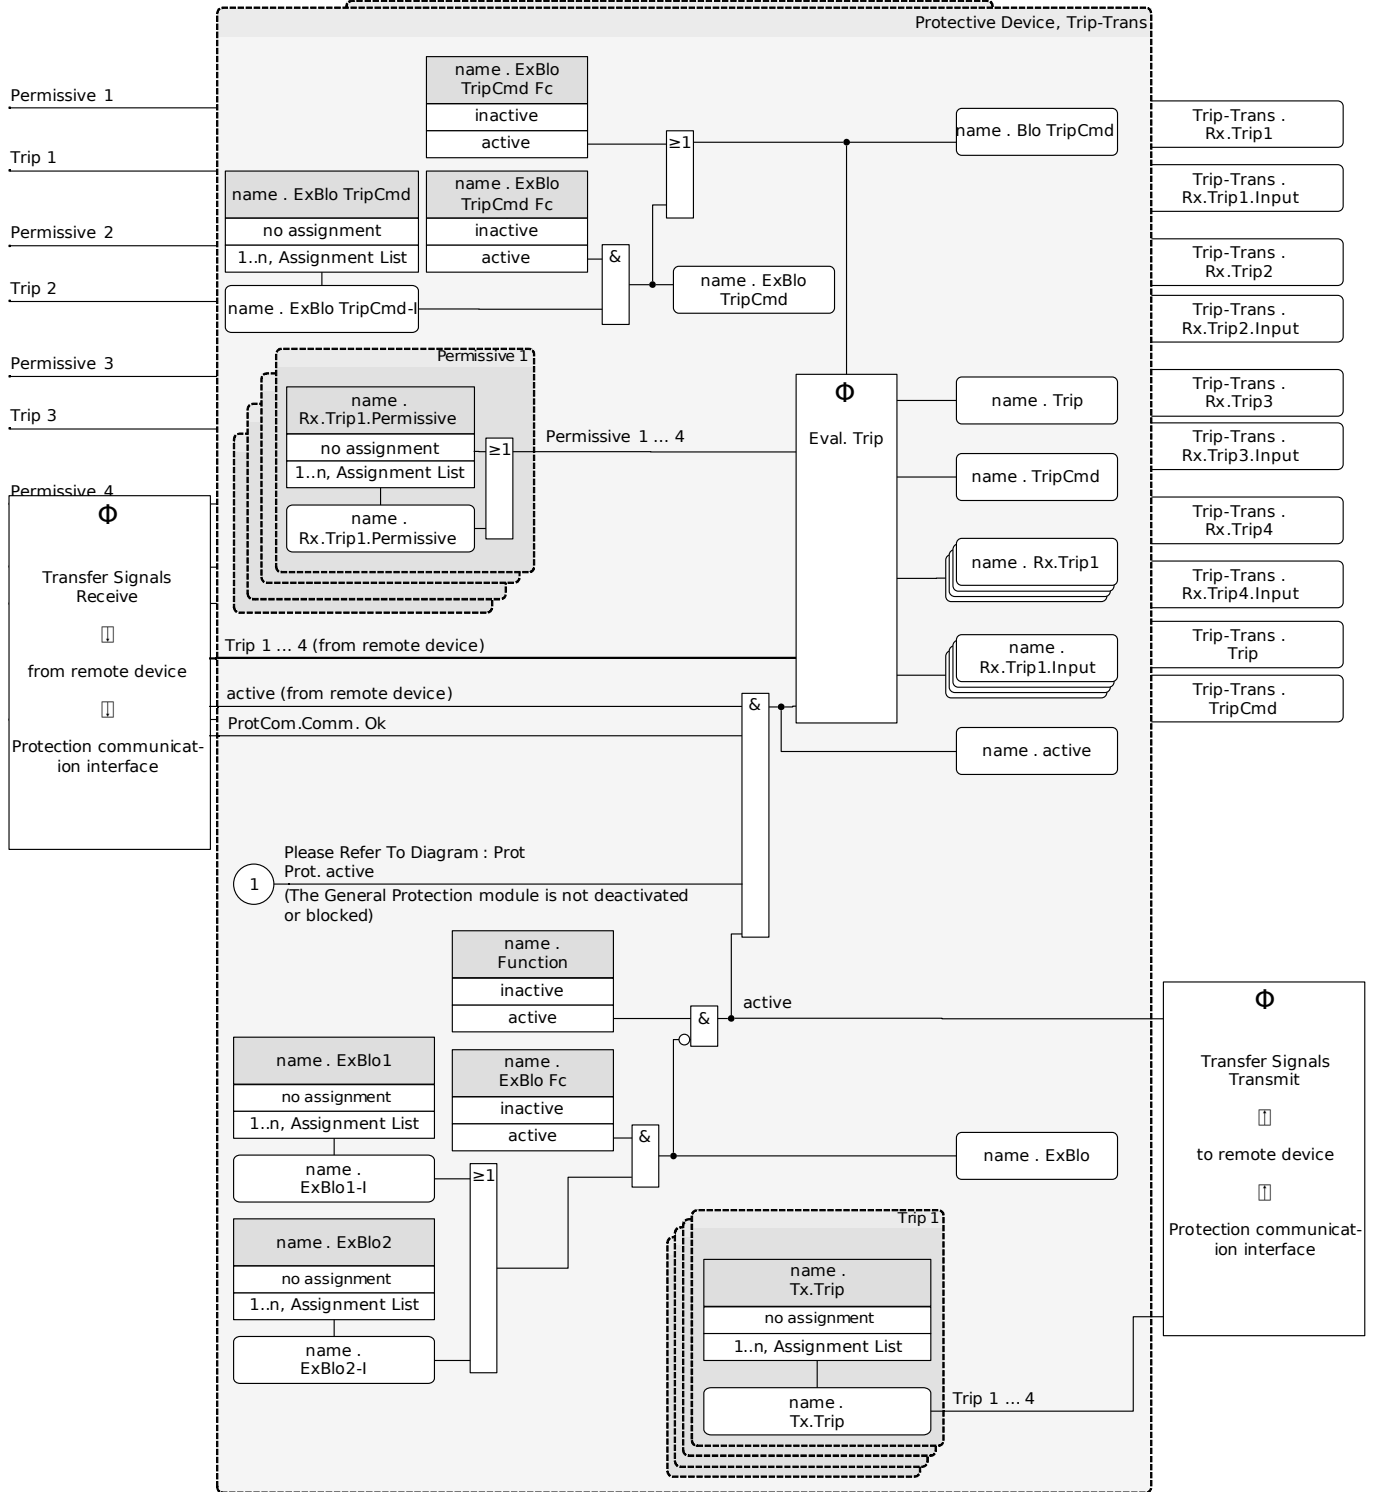 Protective Device, Trip-Trans
Permissive 1
Trip 1
Permissive 2
Trip 2
Permissive 3
Trip 3
Permissive 4
Φ
Transfer Signals
Receive
from remote device
Protection communicat-
ion interface
name . ExBlo
TripCmd Fc
inactive
active
≥1
name . Blo TripCmd
name . ExBlo TripCmd
no assignment
1..n, Assignment List
name . ExBlo TripCmd-I
name . ExBlo
TripCmd Fc
inactive
active
&
name . ExBlo
TripCmd
Permissive 1
name .
Rx.Trip1.Permissive
no assignment
1..n, Assignment List
name .
Rx.Trip1.Permissive
≥1
Permissive 1 ... 4
Φ
Eval. Trip
name . Trip
name . TripCmd
name . Rx.Trip1
name .
Rx.Trip1.Input
name . active
Trip 1 ... 4 (from remote device)
active (from remote device)
ProtCom.Comm. Ok
&
1
Please Refer To Diagram : Prot
Prot. active
(The General Protection module is not deactivated
or blocked)
name .
Function
inactive
active
&
active
name . ExBlo1
no assignment
1..n, Assignment List
name .
ExBlo1-I
name .
ExBlo Fc
inactive
active
&
name . ExBlo
≥1
name . ExBlo2
no assignment
1..n, Assignment List
name .
ExBlo2-I
Trip 1
name .
Tx.Trip
no assignment
1..n, Assignment List
name .
Tx.Trip
Trip 1 ... 4
Trip-Trans .
Rx.Trip1
Trip-Trans .
Rx.Trip1.Input
Trip-Trans .
Rx.Trip2
Trip-Trans .
Rx.Trip2.Input
Trip-Trans .
Rx.Trip3
Trip-Trans .
Rx.Trip3.Input
Trip-Trans .
Rx.Trip4
Trip-Trans .
Rx.Trip4.Input
Trip-Trans .
Trip
Trip-Trans .
TripCmd
Φ
Transfer Signals
Transmit
to remote device
Protection communicat-
ion interface